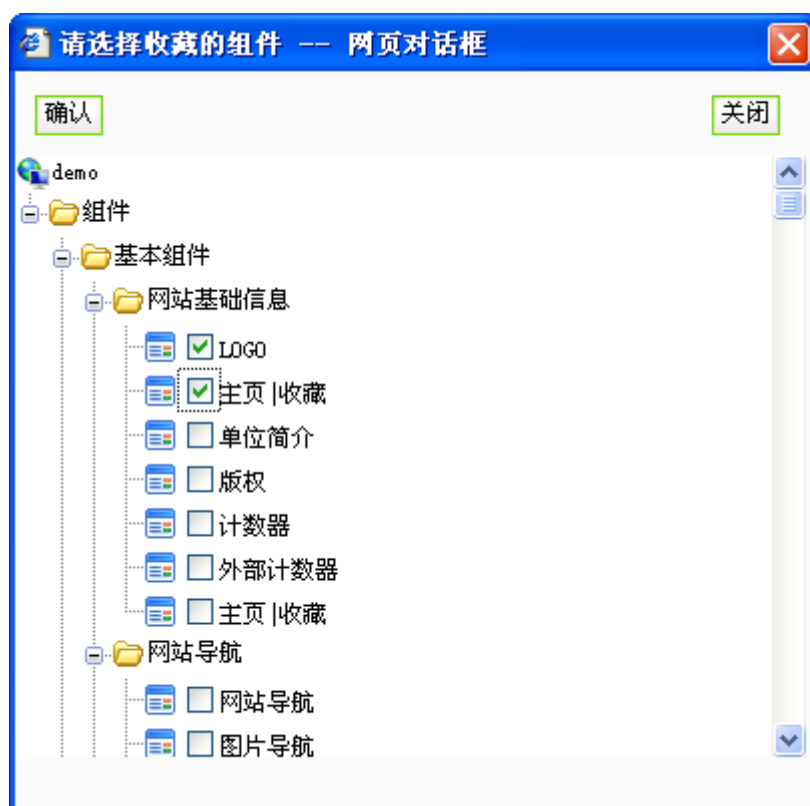 请选择收藏的组件 -- 网页对话框
确认 关闭
demo
组件
基本组件
网站基础信息
LOGO
主页|收藏
单位简介
版权
计数器
外部计数器
主页|收藏
网站导航
网站导航
图片导航